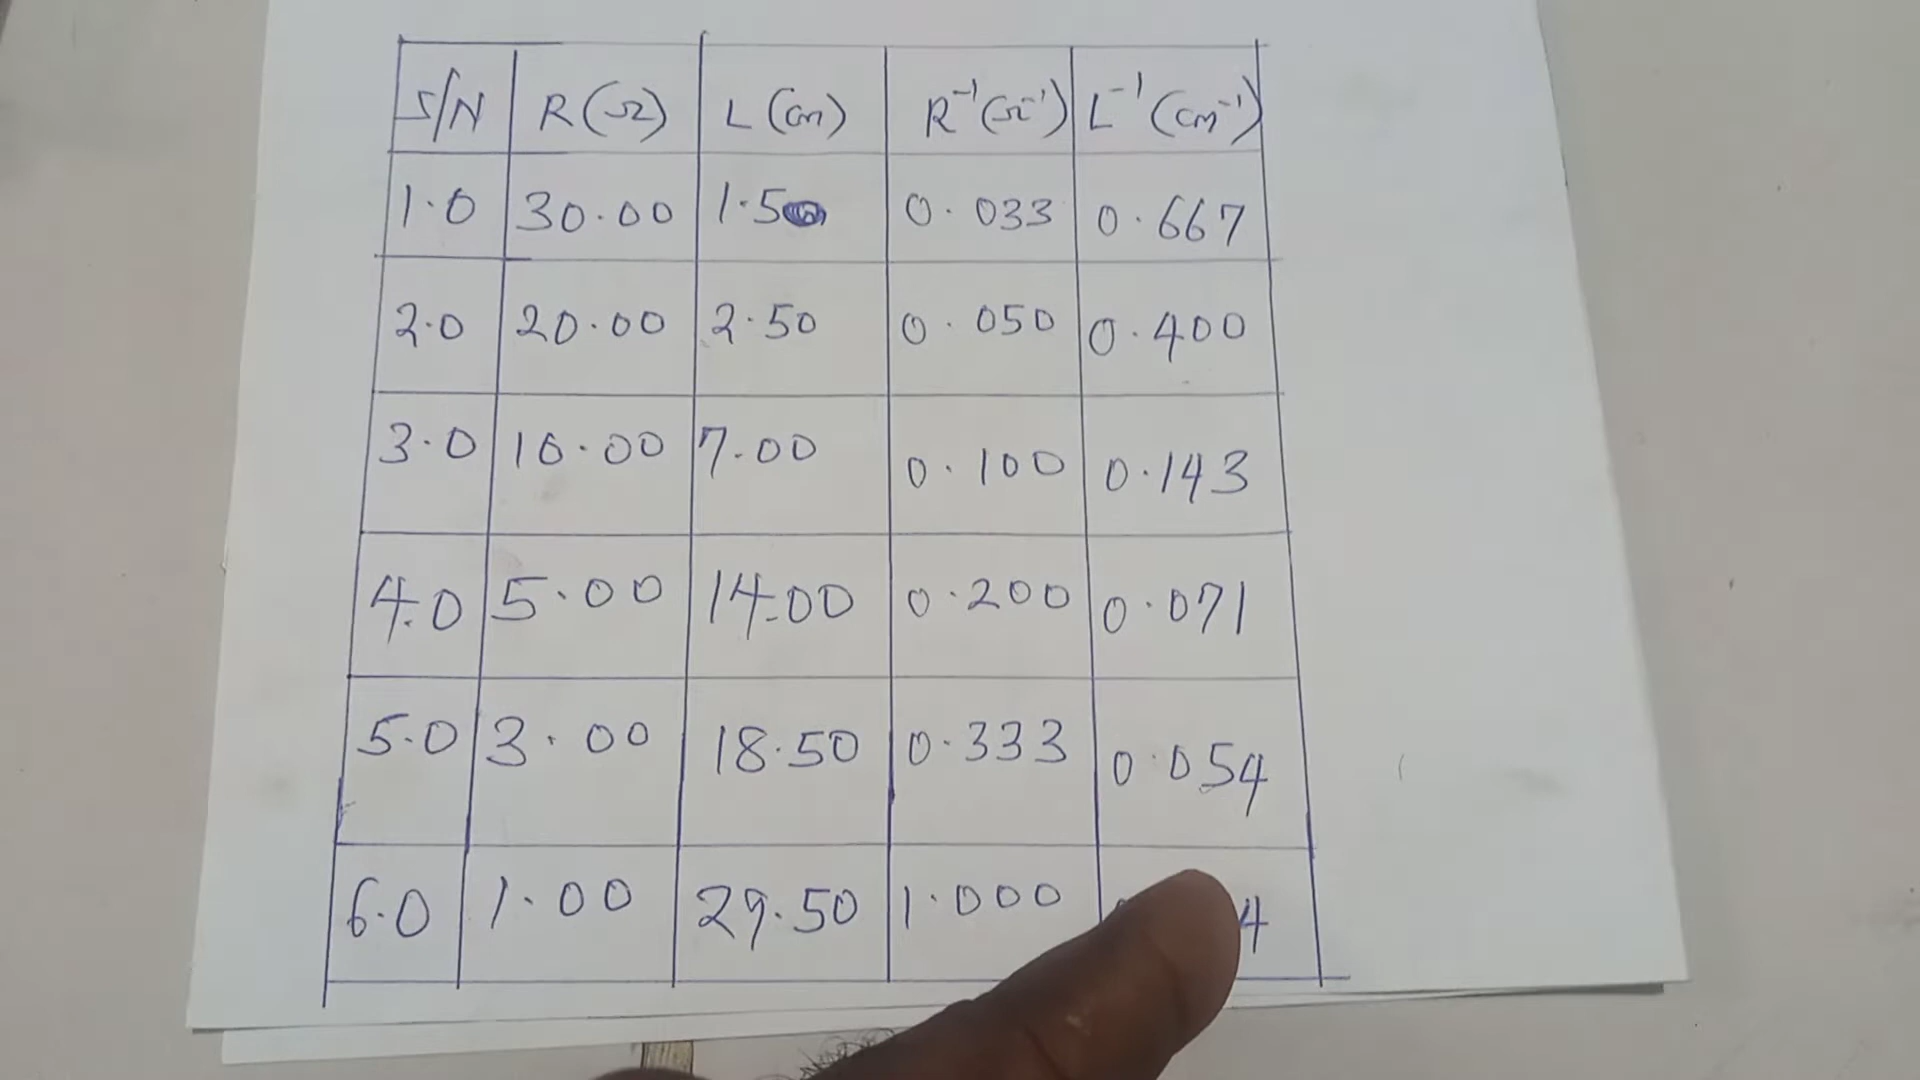 S/N R(Ω) L(cm) R⁻¹(Ω⁻¹) L⁻¹(cm⁻¹)
1.0 30.00 1.50 0.033 0.667
2.0 20.00 2.50 0.050 0.400
3.0 10.00 7.00 0.100 0.143
4.0 5.00 14.00 0.200 0.071
5.0 3.00 18.50 0.333 0.054
6.0 1.00 29.50 1.000